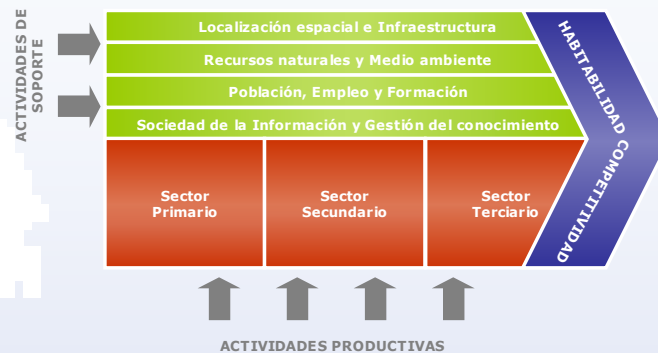 ACTIVIDADES DE
SOPORTE
Localización espacial e Infraestructura
Recursos naturales y Medio ambiente
Población, Empleo y Formación
Sociedad de la Información y Gestión del conocimiento
Sector
Primario
Sector
Secundario
Sector
Terciario
HABITABILIDAD
COMPETITIVIDAD
ACTIVIDADES PRODUCTIVAS